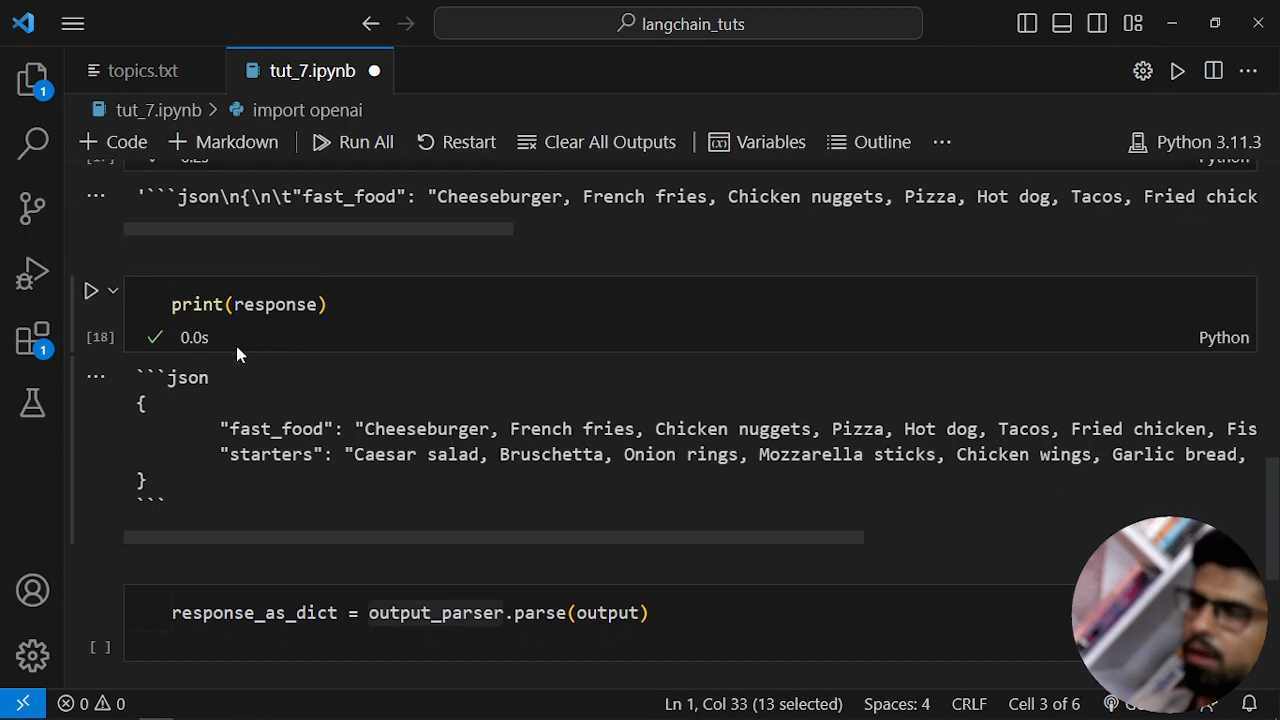 langchain_tuts
topics.txt
tut_7.ipynb
tut_7.ipynb > import openai
+ Code + Markdown Run All Restart Clear All Outputs Variables Outline ... Python 3.11.3
Python
... '```json\n{\n\t"fast_food": "Cheeseburger, French fries, Chicken nuggets, Pizza, Hot dog, Tacos, Fried chick
print(response)
[18] 0.0s Python
... ```json
{
"fast_food": "Cheeseburger, French fries, Chicken nuggets, Pizza, Hot dog, Tacos, Fried chicken, Fis
"starters": "Caesar salad, Bruschetta, Onion rings, Mozzarella sticks, Chicken wings, Garlic bread,
}
```
response_as_dict = output_parser.parse(output)
[ ]
1
1
0 0 Ln 1, Col 33 (13 selected) Spaces: 4 CRLF Cell 3 of 6